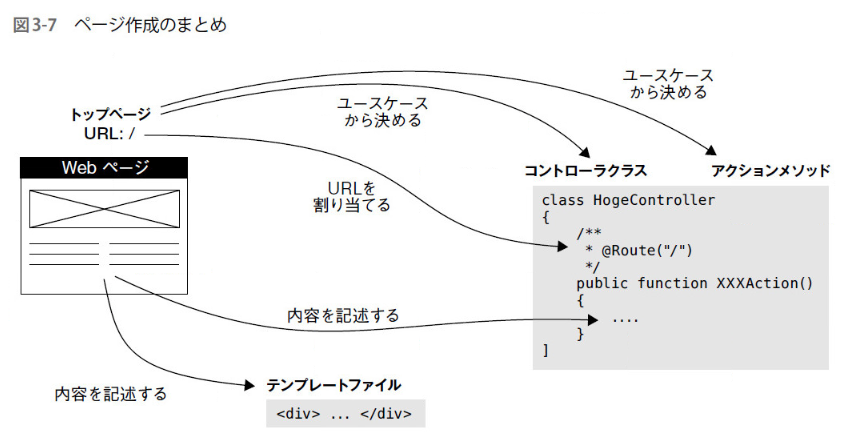 図3-7 ページ作成のまとめ
トップページ
URL: /
Web ページ
ユースケース
から決める
ユースケース
から決める
URLを
割り当てる
内容を記述する
内容を記述する
コントローラクラス
アクションメソッド
class HogeController
{
/**
* @Route("/")
*/
public function XXXAction()
{
....
}
]
テンプレートファイル
<div> ... </div>